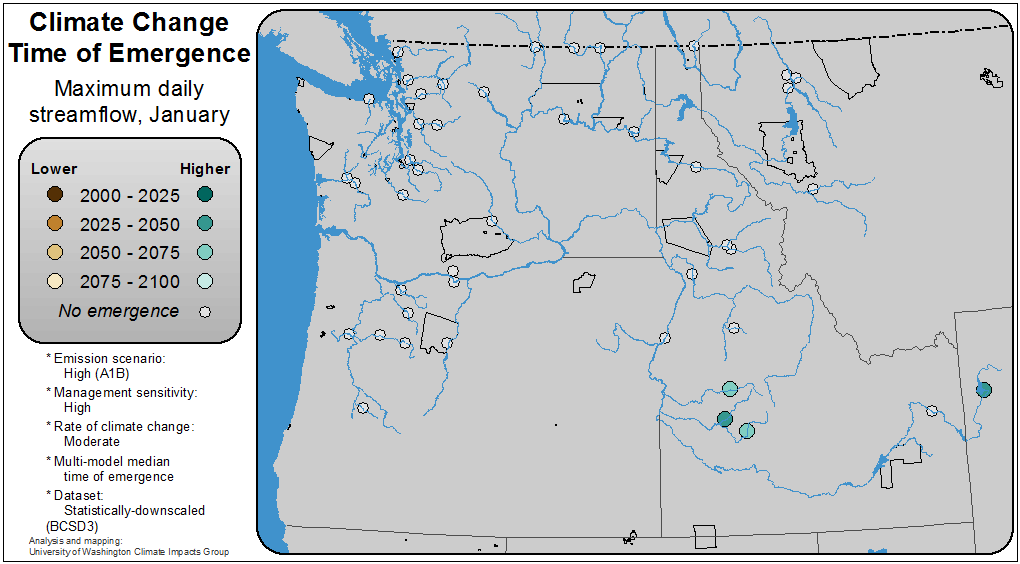 Climate Change
Time of Emergence
Maximum daily
streamflow, January
Lower Higher
2000 - 2025
2025 - 2050
2050 - 2075
2075 - 2100
No emergence
* Emission scenario:
High (A1B)
* Management sensitivity:
High
* Rate of climate change:
Moderate
* Multi-model median
time of emergence
* Dataset:
Statistically-downscaled
(BCSD3)
Analysis and mapping:
University of Washington Climate Impacts Group